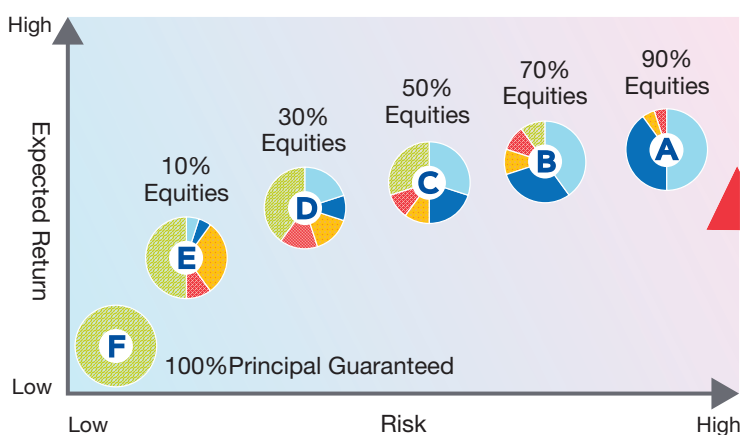 High
90%
Equities
70%
Equities
50%
Equities
30%
Equities
10%
Equities
A
B
C
D
E
F
100%Principal Guaranteed
Expected Return
Low
Low
Risk
High